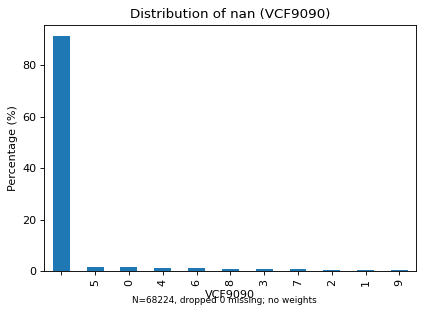 Distribution of nan (VCF9090)
Percentage (%)
80
60
40
20
0
5 0 4 6 8 3 7 2 1 9
VCF9090
N=68224, dropped 0 missing; no weights